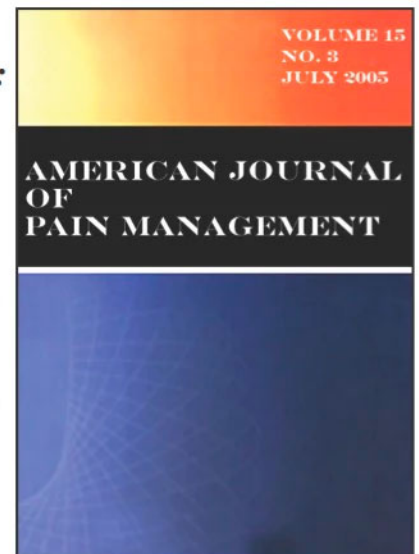 VOLUME 15
NO. 3
JULY 2005
AMERICAN JOURNAL
OF
PAIN MANAGEMENT